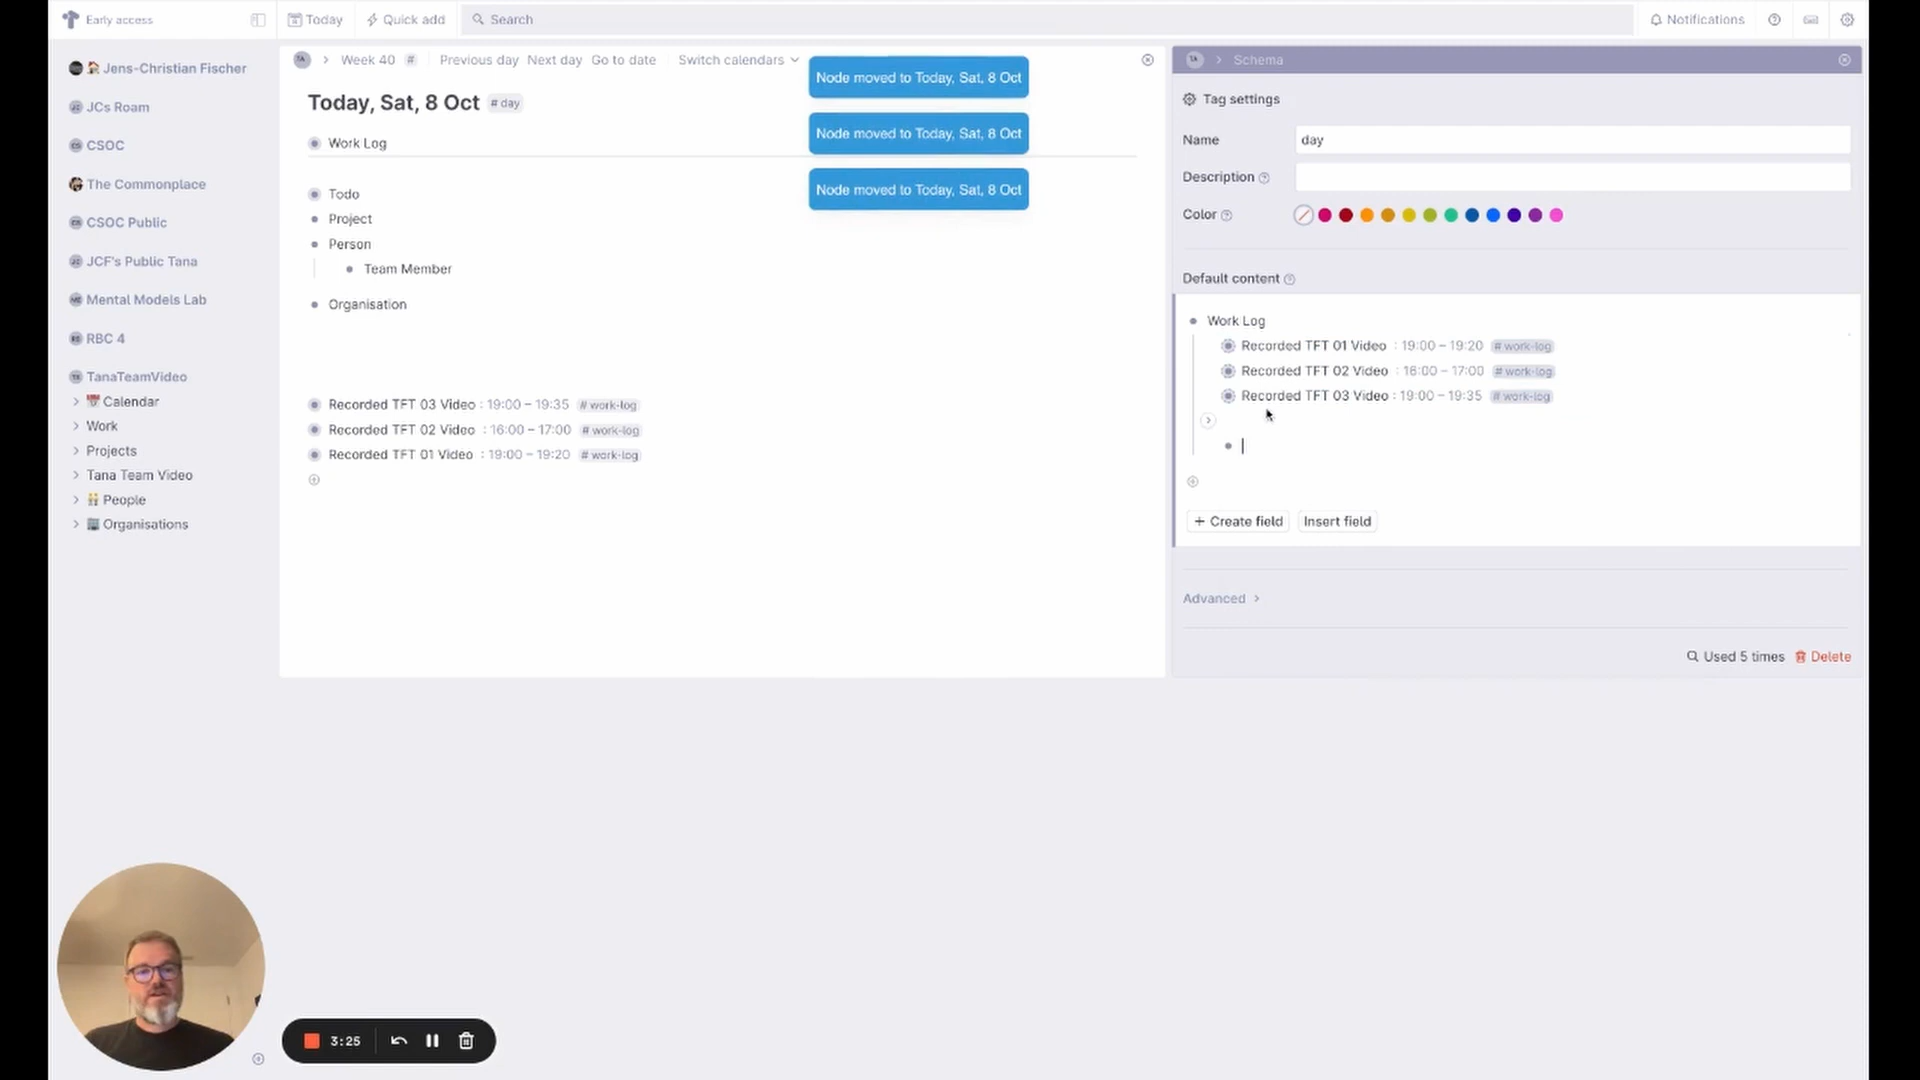 Early access
Today
Quick add
Search
Notifications
Jens-Christian Fischer
JCs Roam
CSOC
The Commonplace
CSOC Public
JCF's Public Tana
Mental Models Lab
RBC 4
TanaTeamVideo
Calendar
Work
Projects
Tana Team Video
People
Organisations
TA > Week 40 # Previous day Next day Go to date Switch calendars
Today, Sat, 8 Oct # day
Work Log
Todo
Project
Person
Team Member
Organisation
Recorded TFT 03 Video : 19:00 – 19:35 # work-log
Recorded TFT 02 Video : 16:00 – 17:00 # work-log
Recorded TFT 01 Video : 19:00 – 19:20 # work-log
Node moved to Today, Sat, 8 Oct
Node moved to Today, Sat, 8 Oct
Node moved to Today, Sat, 8 Oct
TA > Schema
Tag settings
Name day
Description
Color
Default content
Work Log
Recorded TFT 01 Video : 19:00 – 19:20 # work-log
Recorded TFT 02 Video : 16:00 – 17:00 # work-log
Recorded TFT 03 Video : 19:00 – 19:35 # work-log
+ Create field Insert field
Advanced >
Used 5 times Delete
3:25